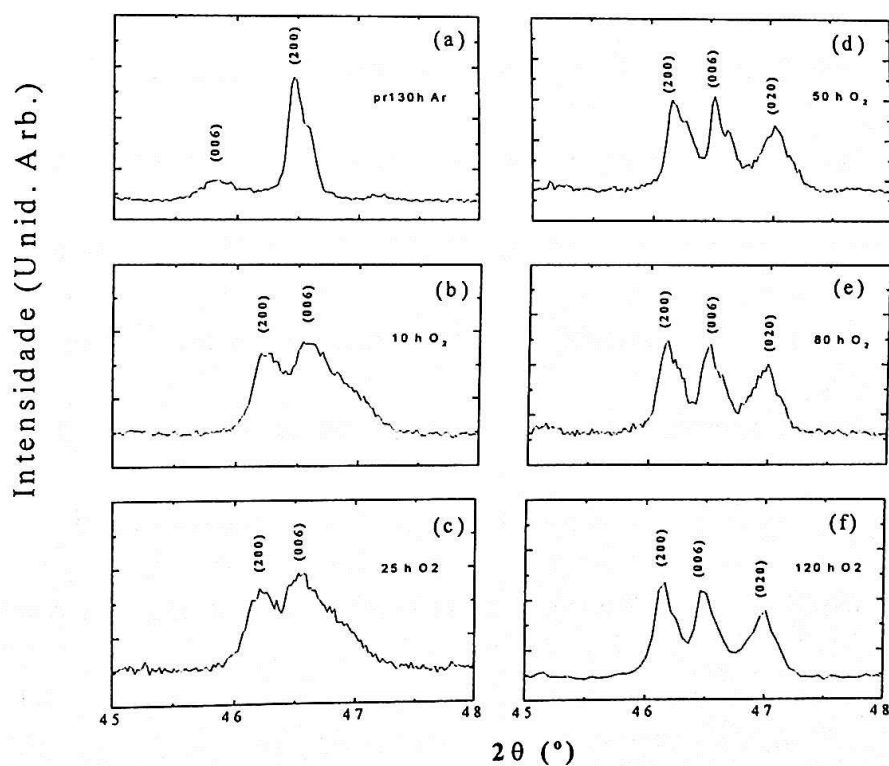 Intensidade (Unid. Arb.)
(a)
(006)
(200)
pr130h Ar
(b)
(200)
(006)
10 h O₂
(c)
(200)
(006)
25 h O2
45 46 47 48
(d)
(200)
(006)
(020)
50 h O₂
(e)
(200)
(006)
(020)
80 h O₂
(f)
(200)
(006)
(020)
120 h O2
45 46 47 48
2θ (º)